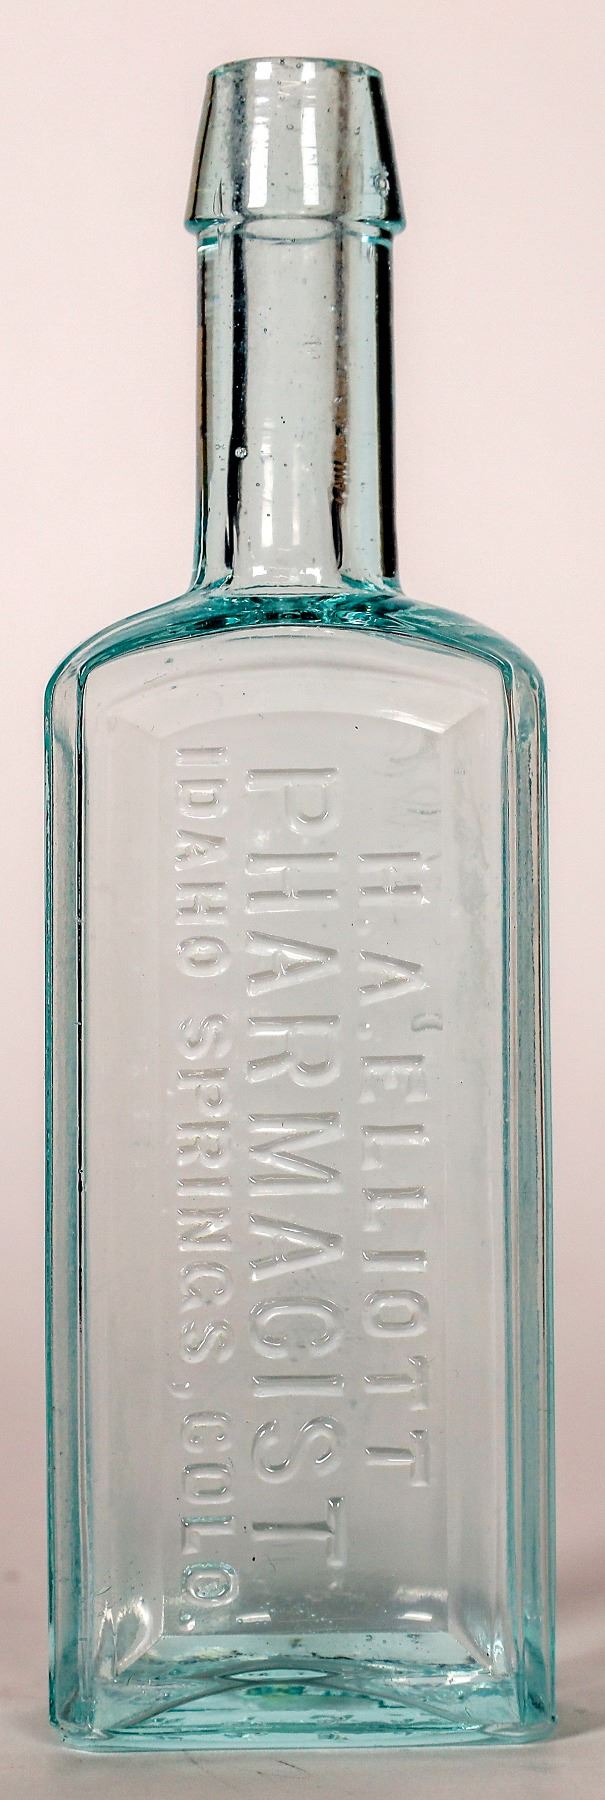 H.A. ELLIOTT
PHARMACIST
IDAHO SPRINGS, COLO.